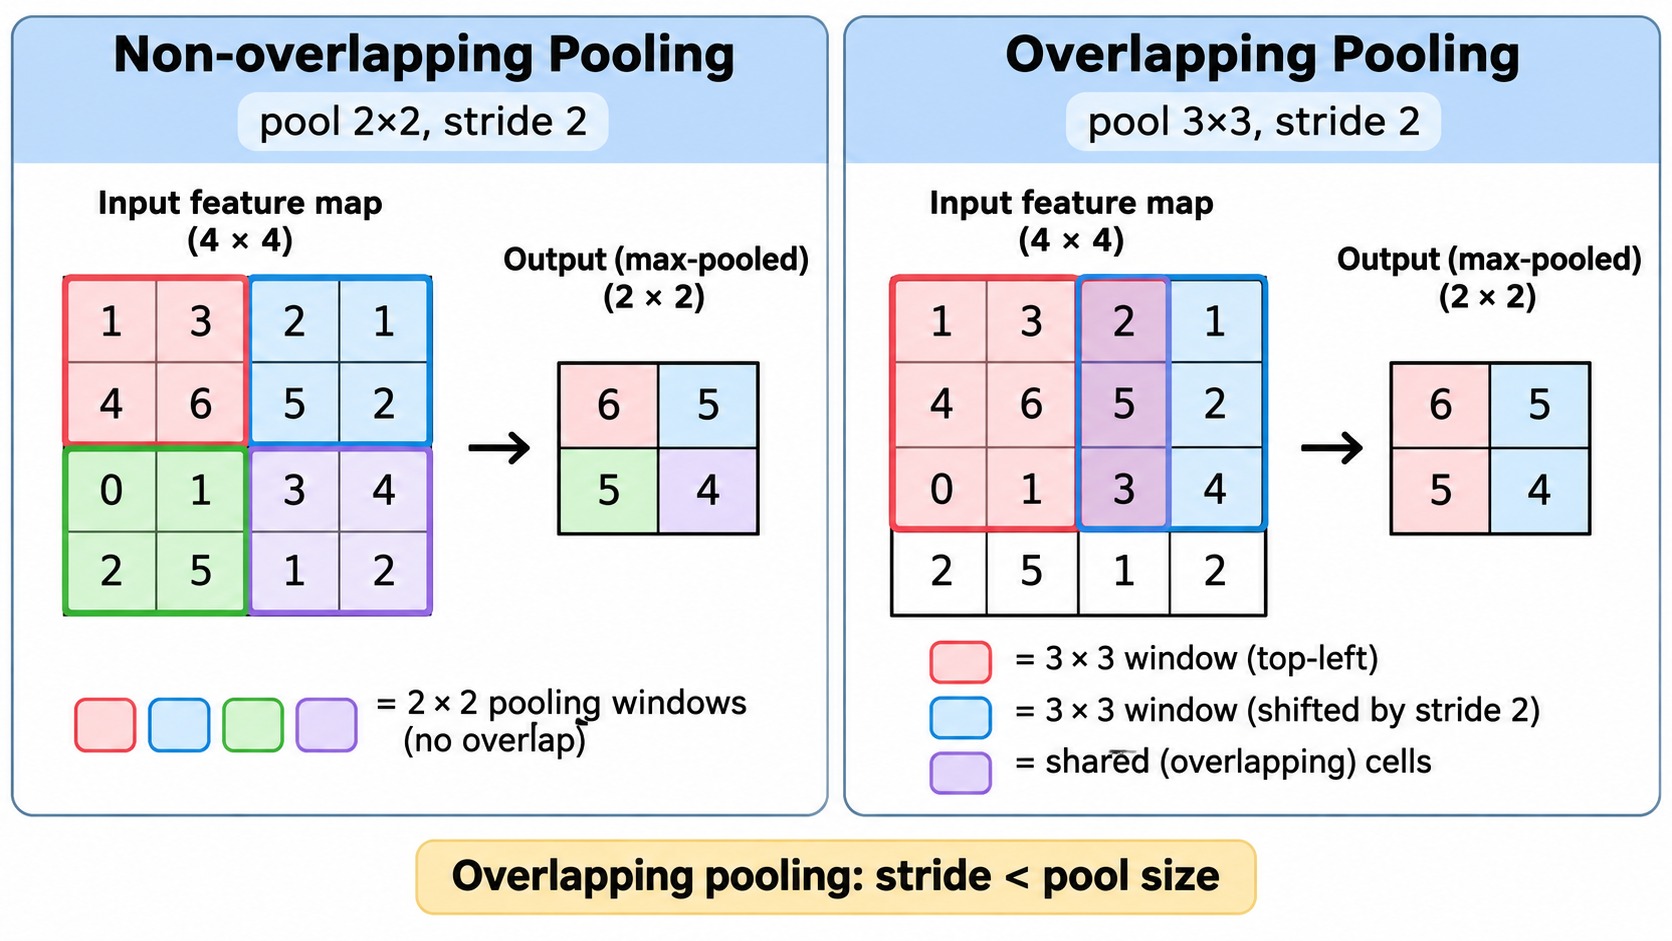 Non-overlapping Pooling
pool 2×2, stride 2
Input feature map
(4 × 4)
Output (max-pooled)
(2 × 2)
1 3 2 1
4 6 5 2
0 1 3 4
2 5 1 2
→
6 5
5 4
= 2 × 2 pooling windows
(no overlap)
Overlapping Pooling
pool 3×3, stride 2
Input feature map
(4 × 4)
Output (max-pooled)
(2 × 2)
1 3 2 1
4 6 5 2
0 1 3 4
2 5 1 2
→
6 5
5 4
= 3 × 3 window (top-left)
= 3 × 3 window (shifted by stride 2)
= shared (overlapping) cells
Overlapping pooling: stride < pool size